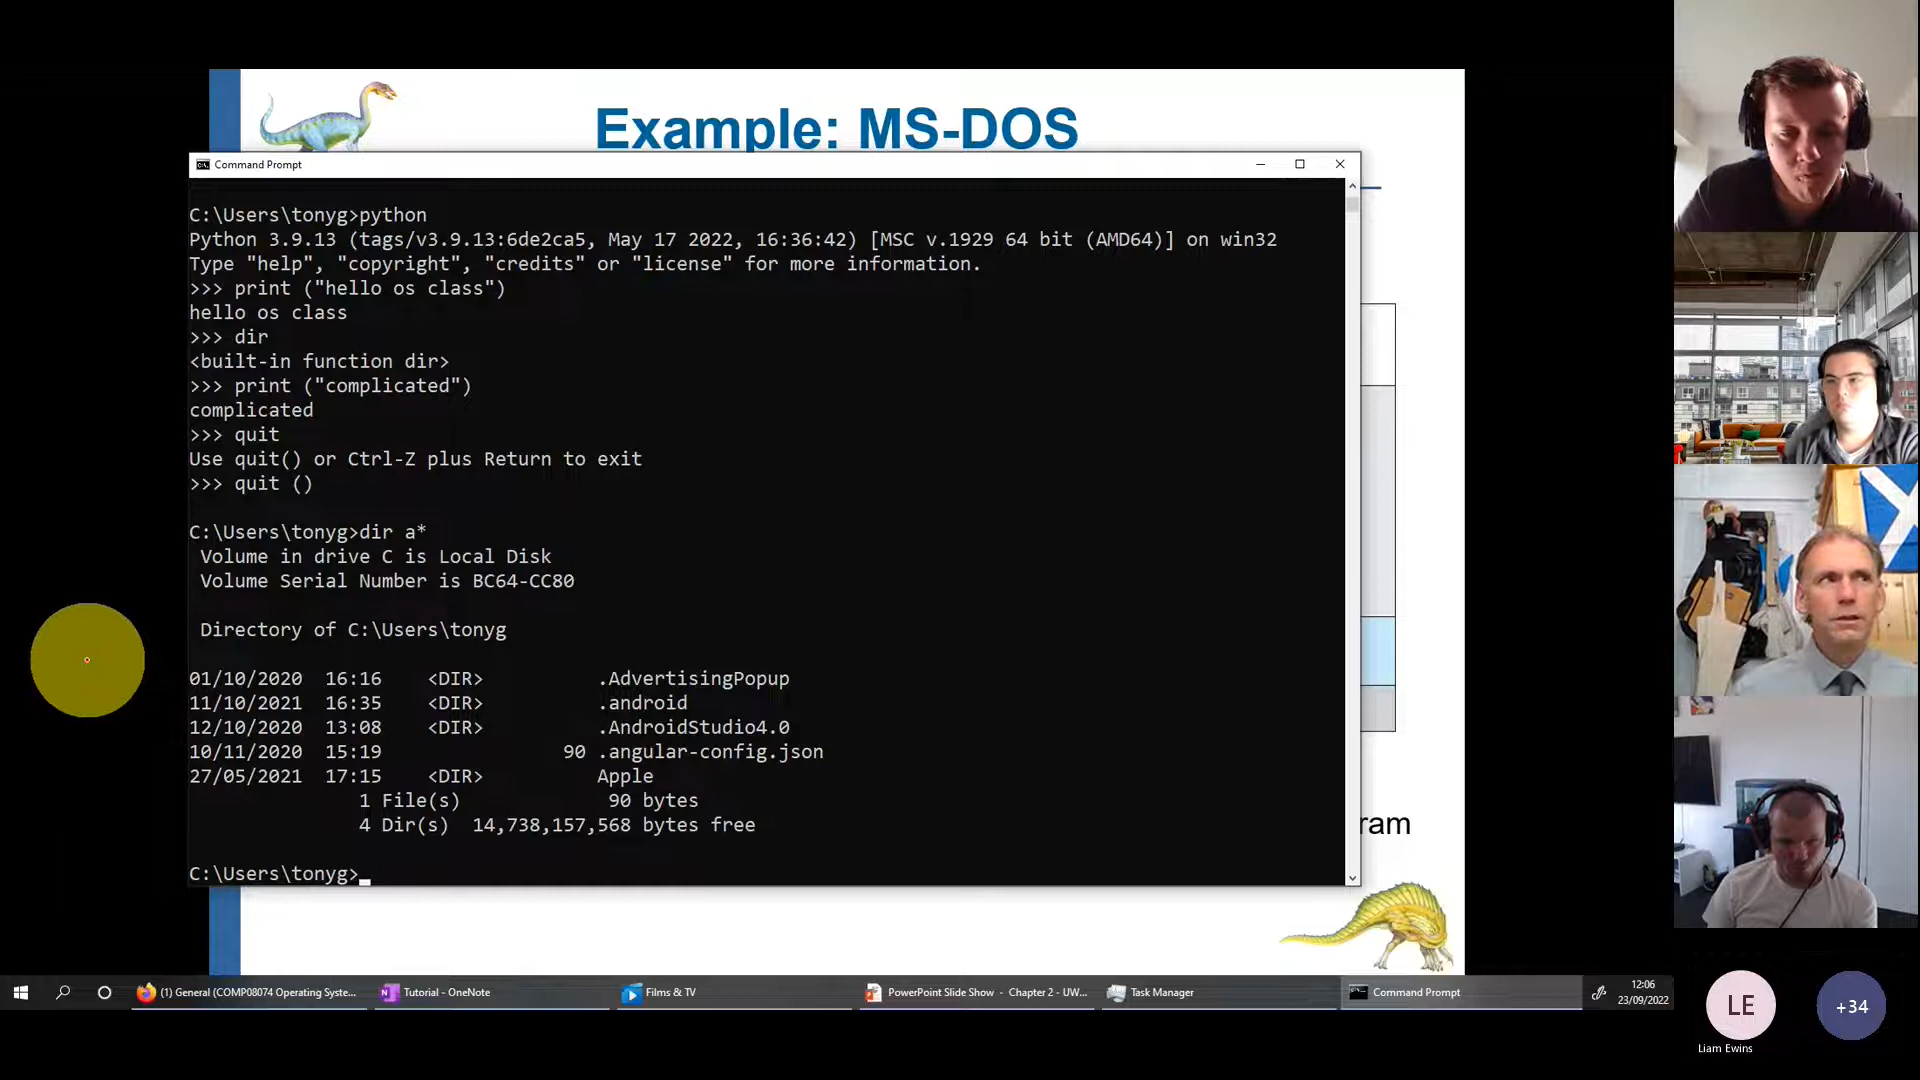 Example: MS-DOS
Command Prompt
C:\Users\tonyg>python
Python 3.9.13 (tags/v3.9.13:6de2ca5, May 17 2022, 16:36:42) [MSC v.1929 64 bit (AMD64)] on win32
Type "help", "copyright", "credits" or "license" for more information.
>>> print ("hello os class")
hello os class
>>> dir
<built-in function dir>
>>> print ("complicated")
complicated
>>> quit
Use quit() or Ctrl-Z plus Return to exit
>>> quit ()
C:\Users\tonyg>dir a*
Volume in drive C is Local Disk
Volume Serial Number is BC64-CC80
Directory of C:\Users\tonyg
01/10/2020 16:16 <DIR> .AdvertisingPopup
11/10/2021 16:35 <DIR> .android
12/10/2020 13:08 <DIR> .AndroidStudio4.0
10/11/2020 15:19 90 .angular-config.json
27/05/2021 17:15 <DIR> Apple
1 File(s) 90 bytes
4 Dir(s) 14,738,157,568 bytes free
C:\Users\tonyg>
ram
(1) General (COMP08074 Operating Syste...
Tutorial - OneNote
Films & TV
PowerPoint Slide Show - Chapter 2 - UW...
Task Manager
Command Prompt
12:06
23/09/2022
LE
+34
Liam Ewins